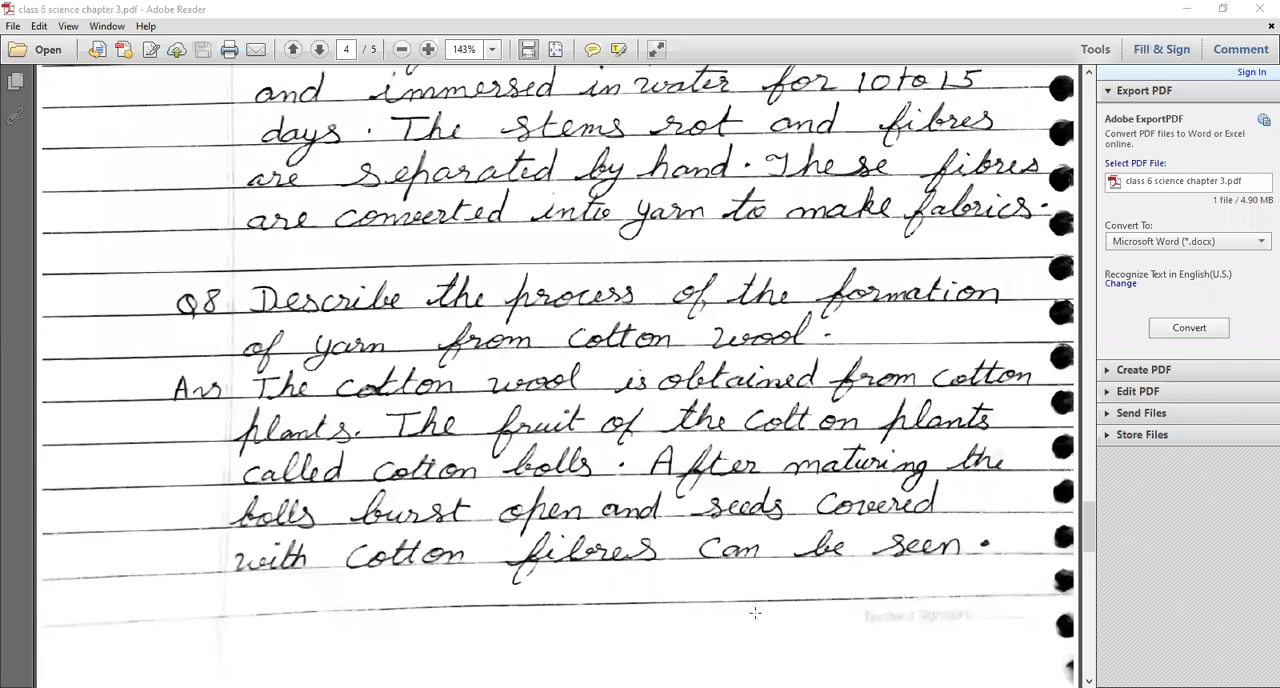 class 6 science chapter 3.pdf - Adobe Reader
File Edit View Window Help
Open 4 / 5 143% Tools Fill & Sign Comment
Sign In
and immersed in water for 10 to 15
days. The stems rot and fibres
are separated by hand. These fibres
are converted into yarn to make fabrics.
Q8 Describe the process of the formation
of yarn from cotton wool.
Ans The cotton wool is obtained from cotton
plants. The fruit of the cotton plants
called cotton bolls. After maturing the
bolls burst open and seeds covered
with cotton fibres can be seen.
Export PDF
Adobe ExportPDF
Convert PDF files to Word or Excel
online.
Select PDF File:
class 6 science chapter 3.pdf
1 file / 4.90 MB
Convert To:
Microsoft Word (*.docx)
Recognize Text in English(U.S.)
Change
Convert
Create PDF
Edit PDF
Send Files
Store Files